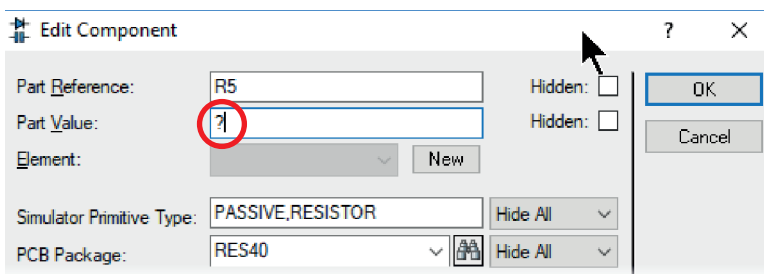 Edit Component ? ×
Part Reference: R5 Hidden: OK
Part Value: ? Hidden: Cancel
Element: New
Simulator Primitive Type: PASSIVE,RESISTOR Hide All
PCB Package: RES40 Hide All